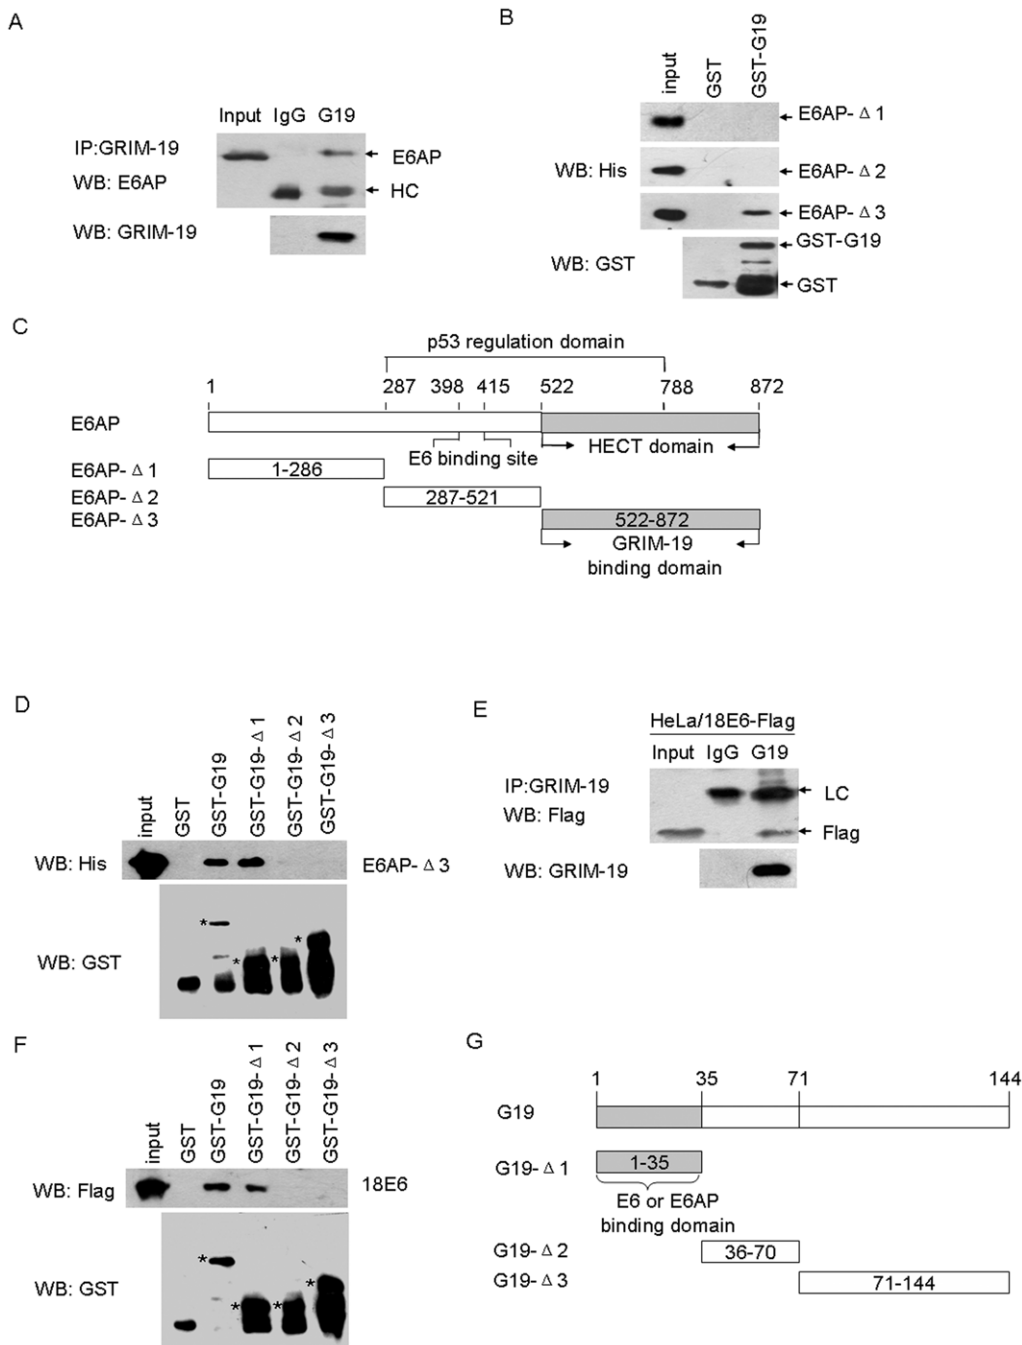 A
Input IgG G19
IP:GRIM-19
WB: E6AP
E6AP
HC
WB: GRIM-19
B
input
GST
GST-G19
E6AP-Δ1
WB: His
E6AP-Δ2
E6AP-Δ3
GST-G19
WB: GST
GST
C
p53 regulation domain
1 287 398 415 522 788 872
E6AP
E6 binding site
HECT domain
E6AP-Δ1
1-286
E6AP-Δ2
287-521
E6AP-Δ3
522-872
GRIM-19
binding domain
D
input
GST
GST-G19
GST-G19-Δ1
GST-G19-Δ2
GST-G19-Δ3
WB: His
E6AP-Δ3
* * * *
WB: GST
E
HeLa/18E6-Flag
Input IgG G19
IP:GRIM-19
WB: Flag
LC
Flag
WB: GRIM-19
F
input
GST
GST-G19
GST-G19-Δ1
GST-G19-Δ2
GST-G19-Δ3
WB: Flag
18E6
* * * *
WB: GST
G
1 35 71 144
G19
G19-Δ1
1-35
E6 or E6AP
binding domain
G19-Δ2
36-70
G19-Δ3
71-144